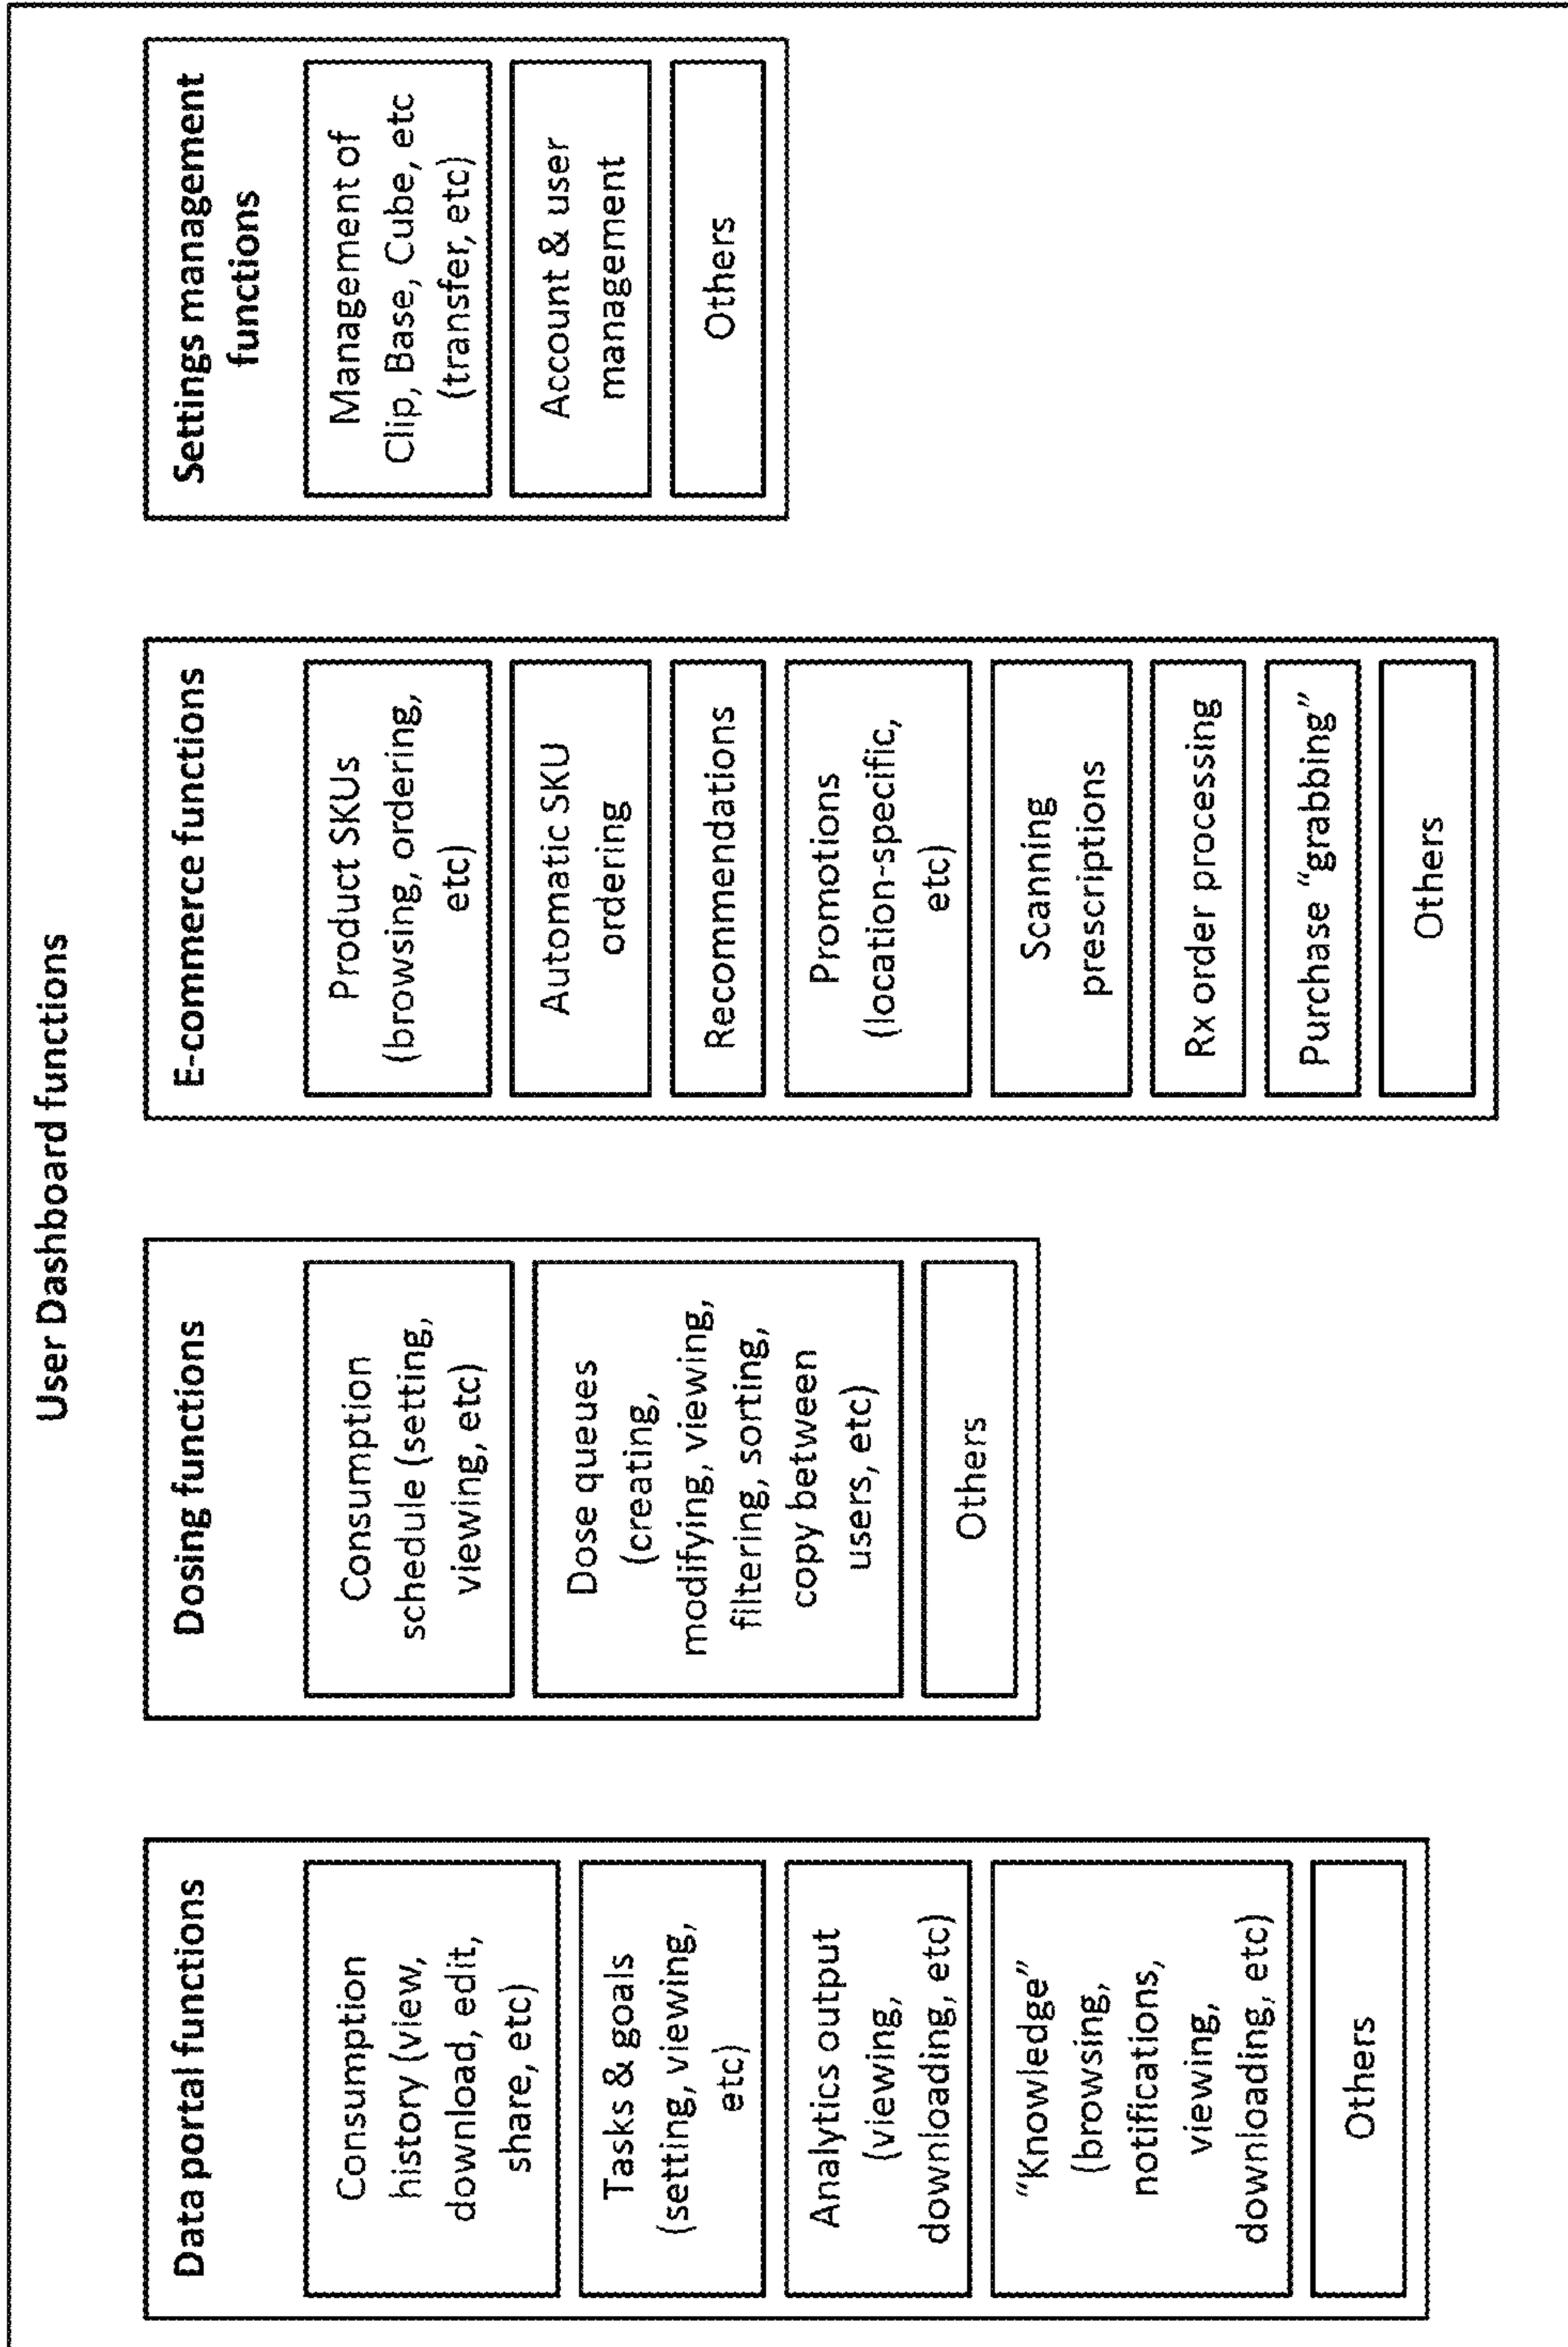 User Dashboard functions
Data portal functions
Consumption
history (view,
download, edit,
share, etc)
Tasks & goals
(setting, viewing,
etc)
Analytics output
(viewing,
downloading, etc)
“Knowledge”
(browsing,
notifications,
viewing,
downloading, etc)
Others
Dosing functions
Consumption
schedule (setting,
viewing, etc)
Dose queues
(creating,
modifying, viewing,
filtering, sorting,
copy between
users, etc)
Others
E-commerce functions
Product SKUs
(browsing, ordering,
etc)
Automatic SKU
ordering
Recommendations
Promotions
(location-specific,
etc)
Scanning
prescriptions
Rx order processing
Purchase “grabbing”
Others
Settings management
functions
Management of
Clip, Base, Cube, etc
(transfer, etc)
Account & user
management
Others